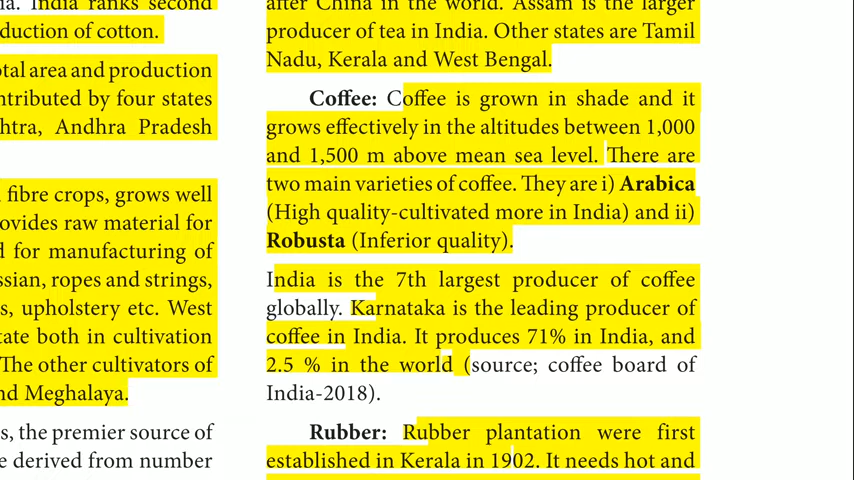 ia. India ranks second
duction of cotton.
otal area and production
ntributed by four states
htra, Andhra Pradesh
fibre crops, grows well
ovides raw material for
d for manufacturing of
ssian, ropes and strings,
s, upholstery etc. West
tate both in cultivation
The other cultivators of
nd Meghalaya.
s, the premier source of
e derived from number
after China in the world. Assam is the larger
producer of tea in India. Other states are Tamil
Nadu, Kerala and West Bengal.
Coffee: Coffee is grown in shade and it
grows effectively in the altitudes between 1,000
and 1,500 m above mean sea level. There are
two main varieties of coffee. They are i) Arabica
(High quality-cultivated more in India) and ii)
Robusta (Inferior quality).
India is the 7th largest producer of coffee
globally. Karnataka is the leading producer of
coffee in India. It produces 71% in India, and
2.5 % in the world (source; coffee board of
India-2018).
Rubber: Rubber plantation were first
established in Kerala in 1902. It needs hot and